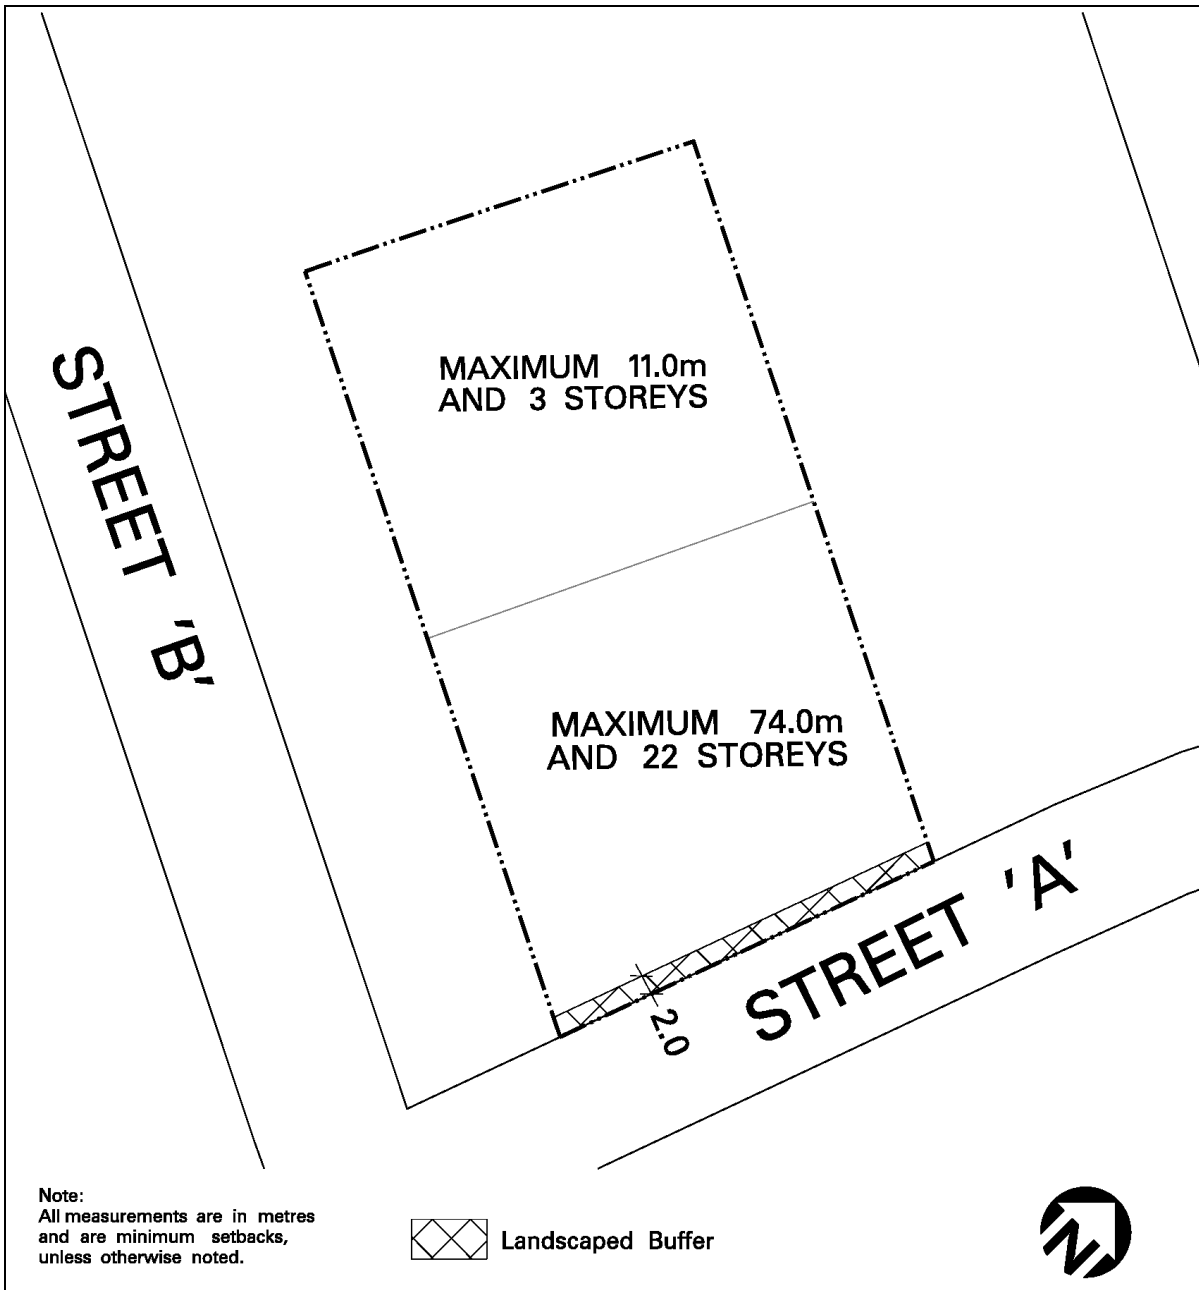 MAXIMUM 11.0m
AND 3 STOREYS
STREET 'B'
MAXIMUM 74.0m
AND 22 STOREYS
STREET 'A'
2.0
Note:
All measurements are in metres
and are minimum setbacks,
unless otherwise noted.
Landscaped Buffer
N